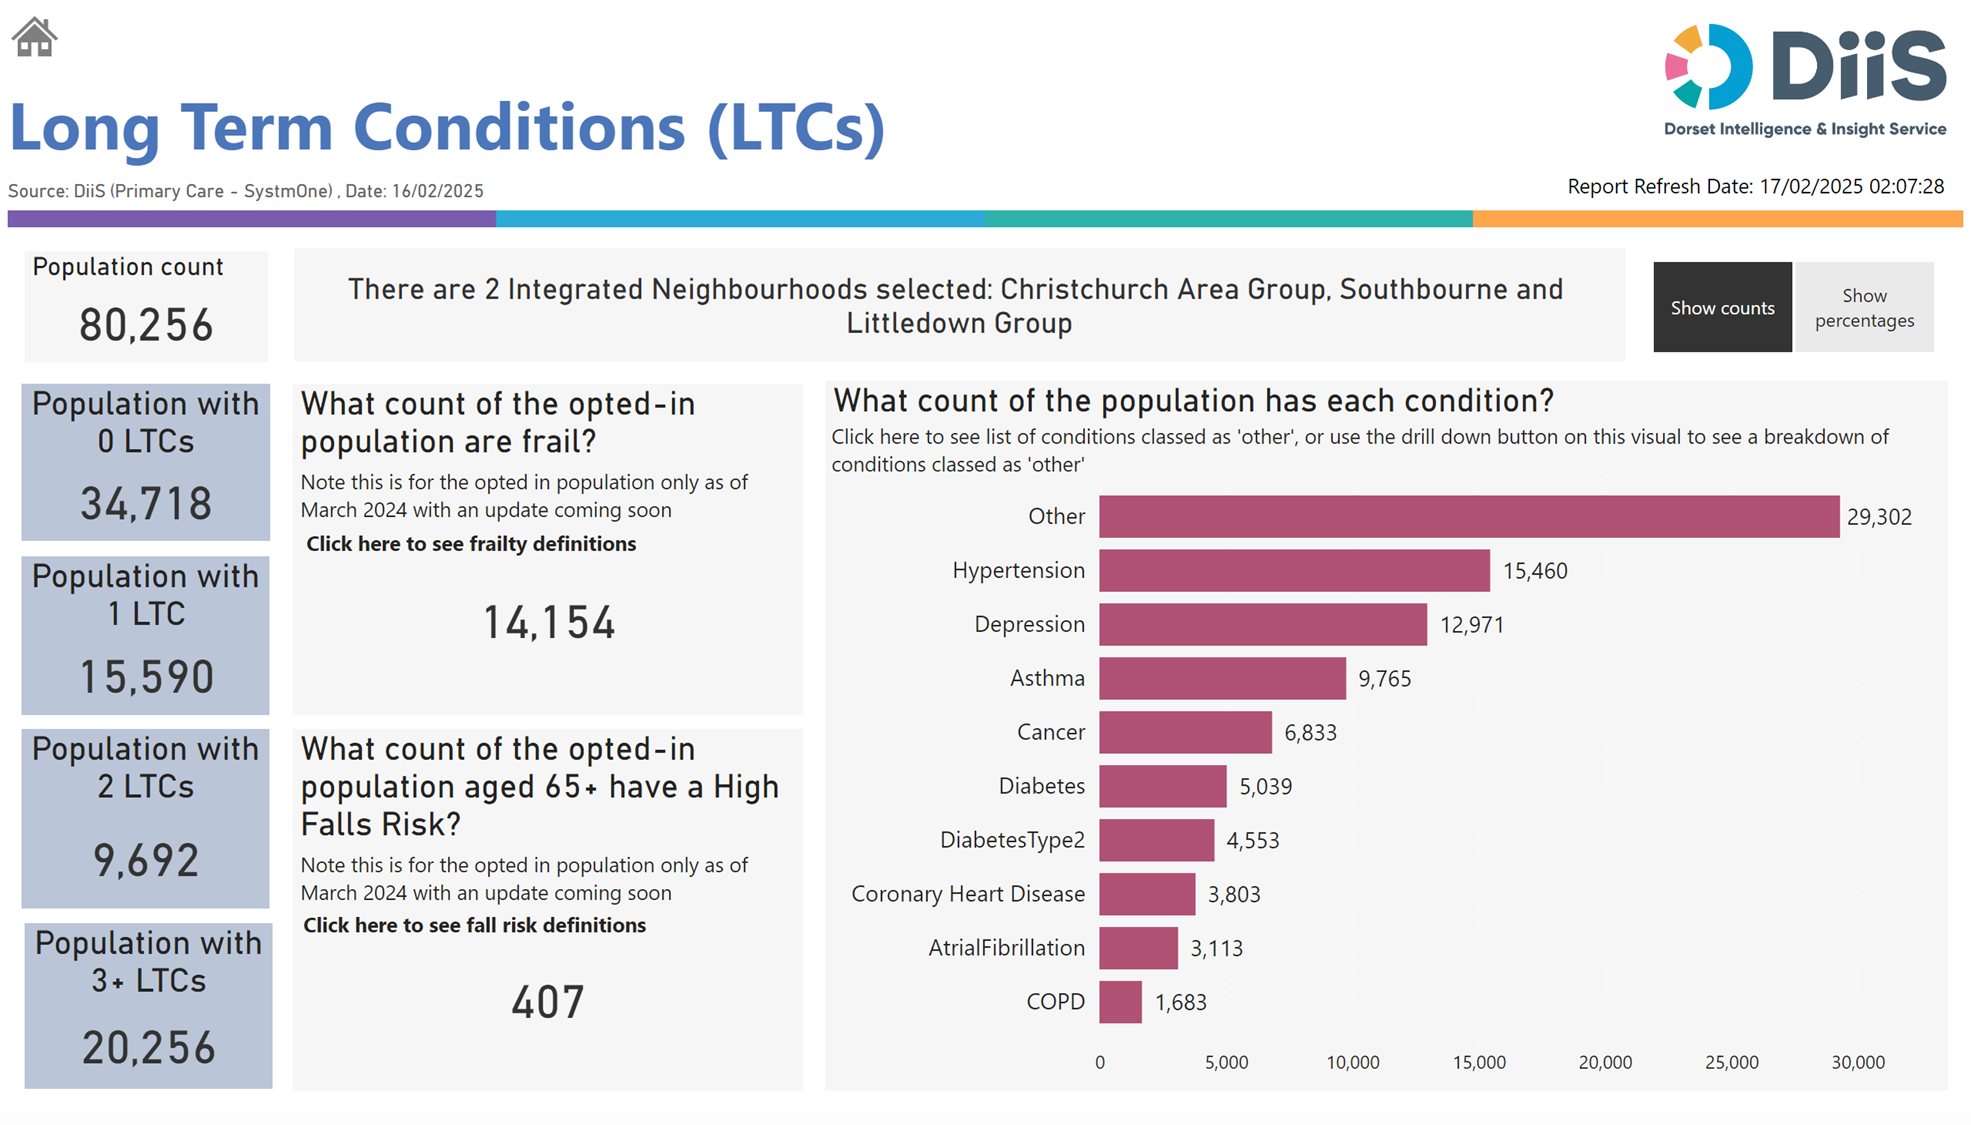 DiiS
Dorset Intelligence & Insight Service
Long Term Conditions (LTCs)
Source: DiiS (Primary Care - SystmOne) , Date: 16/02/2025
Report Refresh Date: 17/02/2025 02:07:28
Population count
80,256
There are 2 Integrated Neighbourhoods selected: Christchurch Area Group, Southbourne and
Littledown Group
Show counts
Show
percentages
Population with
0 LTCs
34,718
Population with
1 LTC
15,590
Population with
2 LTCs
9,692
Population with
3+ LTCs
20,256
What count of the opted-in
population are frail?
Note this is for the opted in population only as of
March 2024 with an update coming soon
Click here to see frailty definitions
14,154
What count of the opted-in
population aged 65+ have a High
Falls Risk?
Note this is for the opted in population only as of
March 2024 with an update coming soon
Click here to see fall risk definitions
407
What count of the population has each condition?
Click here to see list of conditions classed as 'other', or use the drill down button on this visual to see a breakdown of
conditions classed as 'other'
Other 29,302
Hypertension 15,460
Depression 12,971
Asthma 9,765
Cancer 6,833
Diabetes 5,039
DiabetesType2 4,553
Coronary Heart Disease 3,803
AtrialFibrillation 3,113
COPD 1,683
0 5,000 10,000 15,000 20,000 25,000 30,000